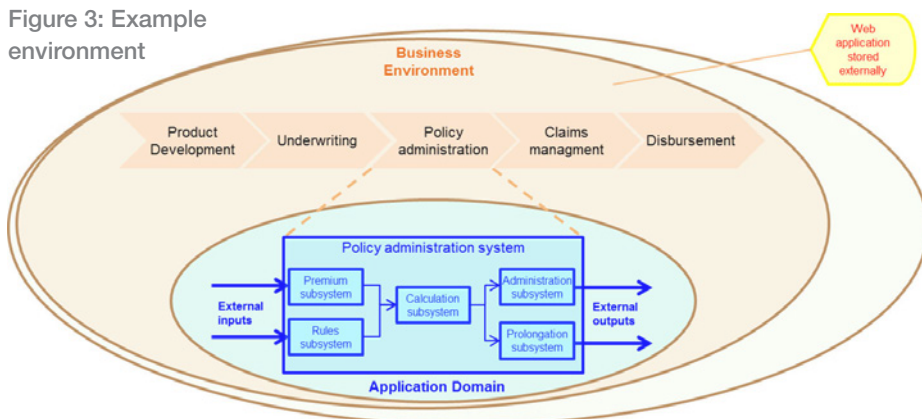 Figure 3: Example
environment
Business
Environment
Web
application
stored
externally
Product
Development
Underwriting
Policy
administration
Claims
managment
Disbursement
Policy administration system
Premium
subsystem
Administration
subsystem
Calculation
subsystem
External
inputs
External
outputs
Rules
subsystem
Prolongation
subsystem
Application Domain